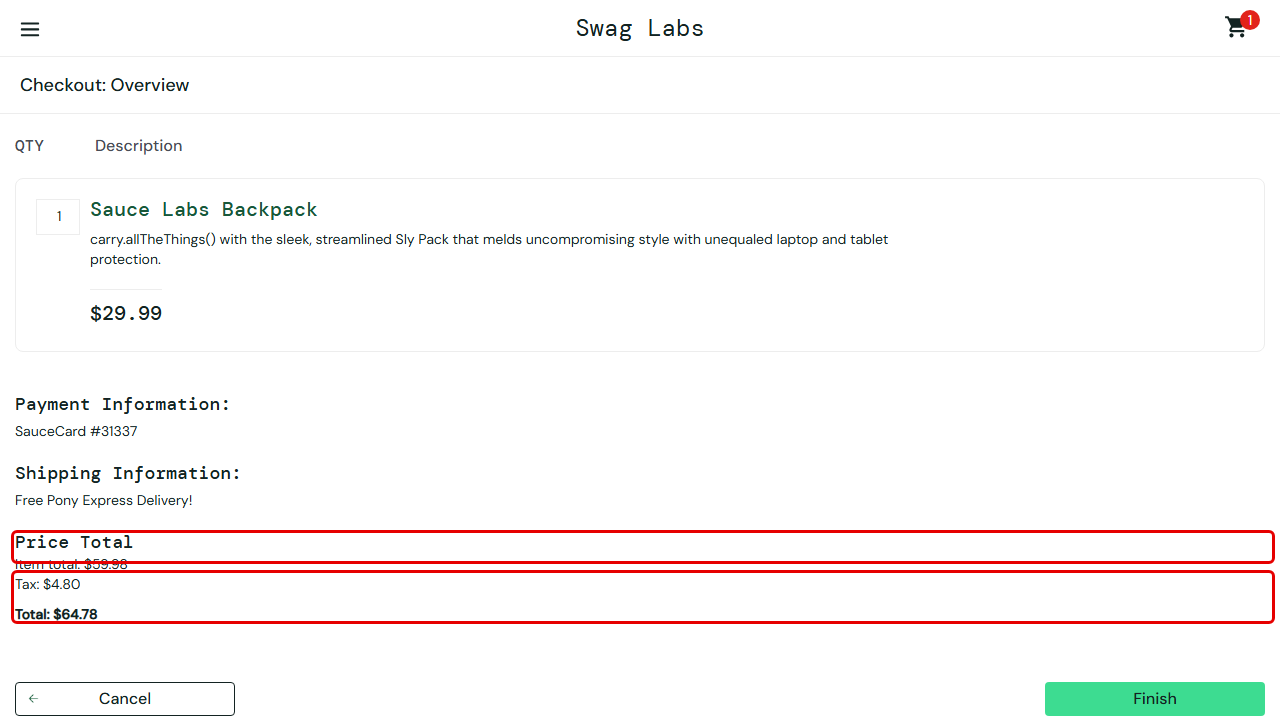 Swag Labs
1
Checkout: Overview
QTY Description
1
Sauce Labs Backpack
carry.allTheThings() with the sleek, streamlined Sly Pack that melds uncompromising style with unequaled laptop and tablet
protection.
$29.99
Payment Information:
SauceCard #31337
Shipping Information:
Free Pony Express Delivery!
Price Total
Item total: $59.98
Tax: $4.80
Total: $64.78
Cancel
Finish